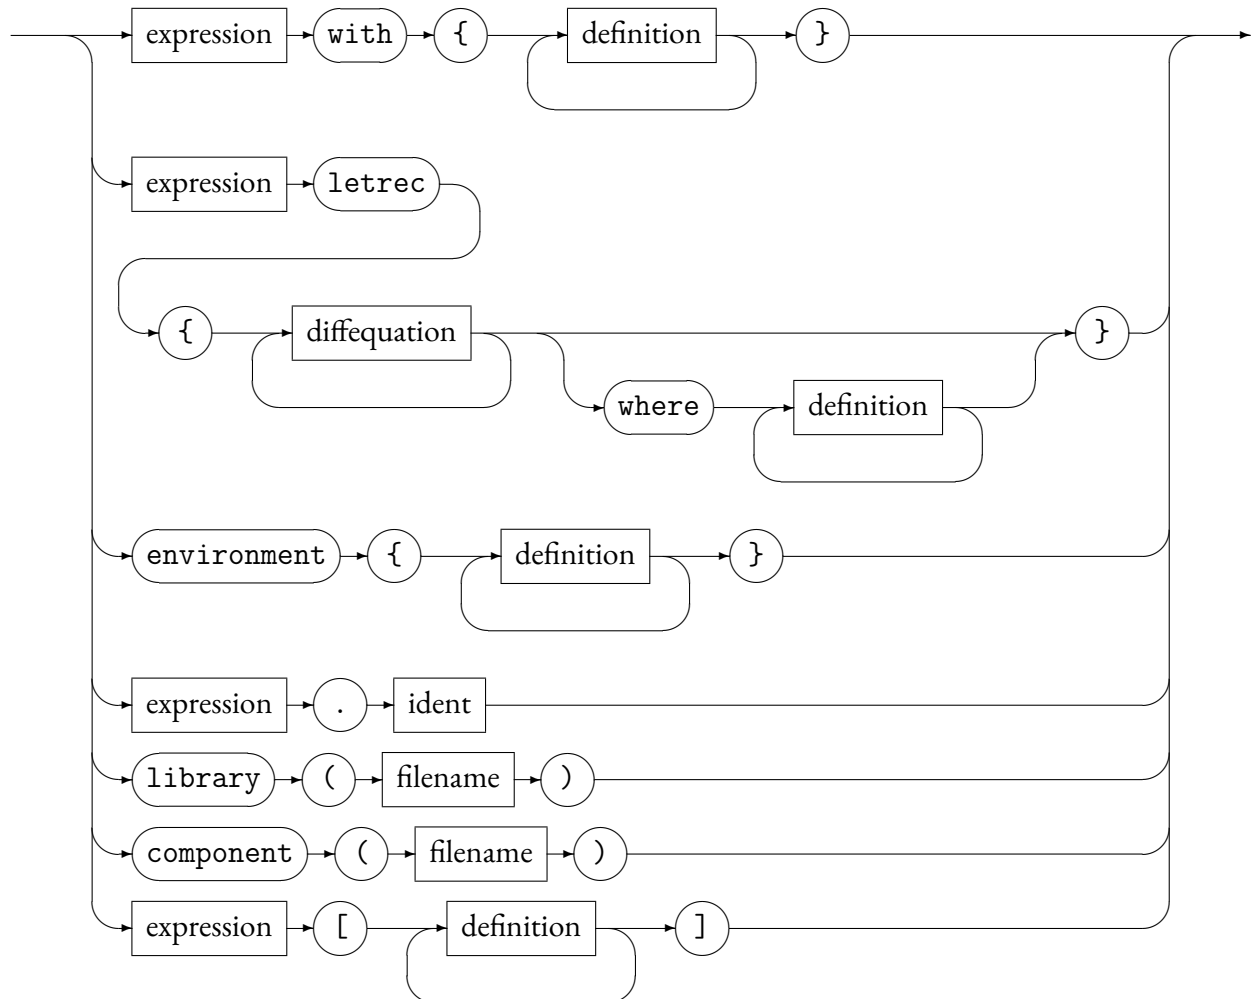 expression with { definition }
expression letrec
{ diffequation }
where definition
environment { definition }
expression . ident
library ( filename )
component ( filename )
expression [ definition ]